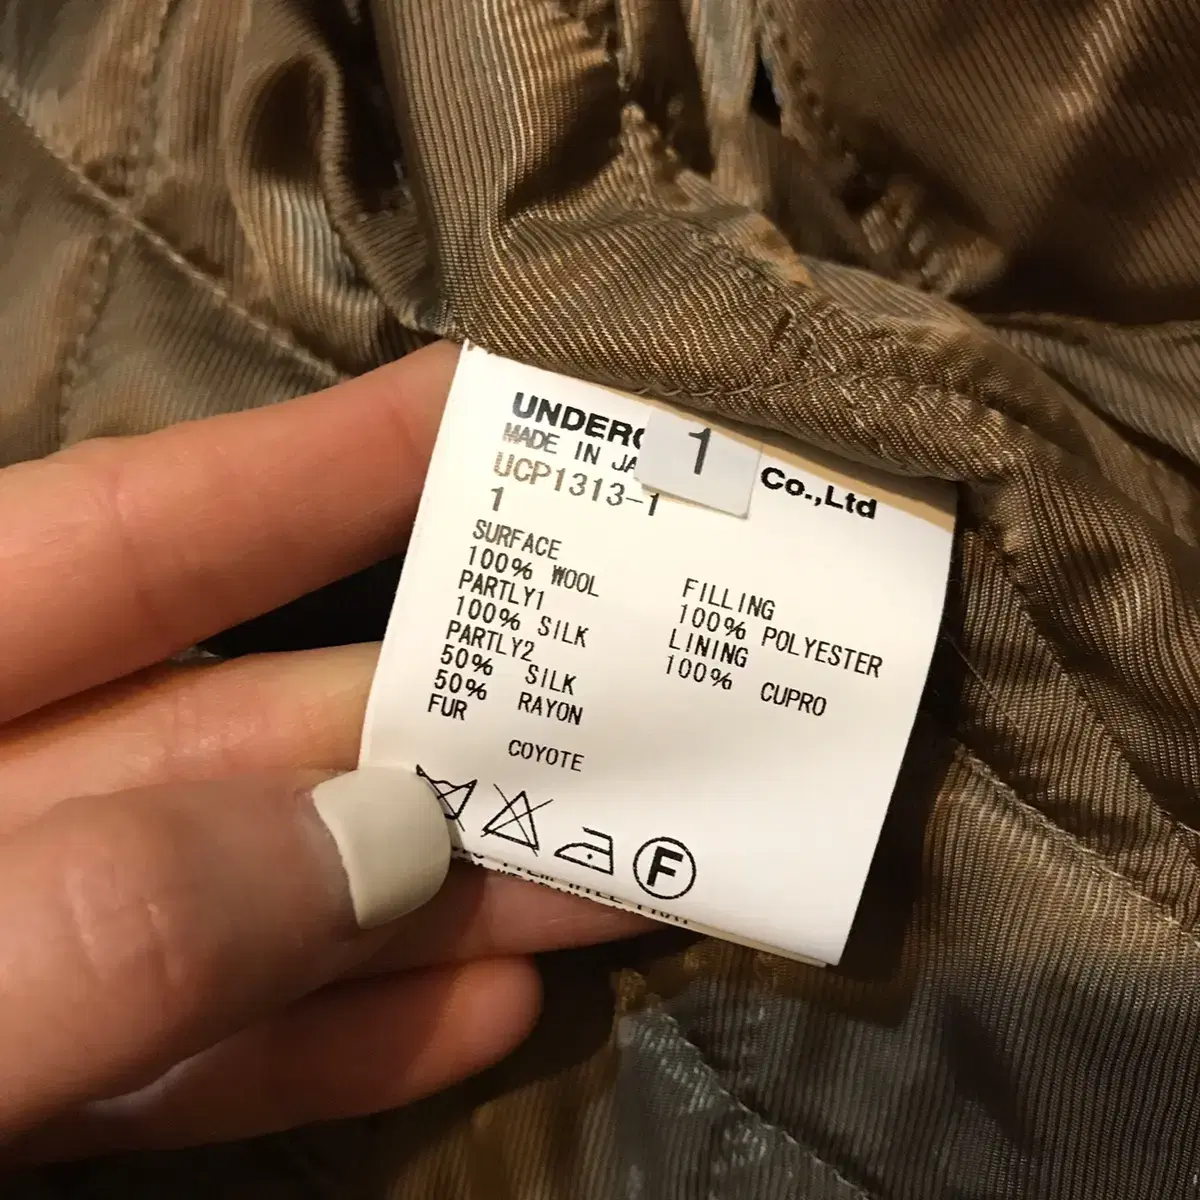 UNDERC
1
Co.,Ltd
MADE IN JA
UCP1313-1
1
SURFACE
100% WOOL
PARTLY1
100% SILK
PARTLY2
50% SILK
50% RAYON
FUR
COYOTE
FILLING
100% POLYESTER
LINING
100% CUPRO
F